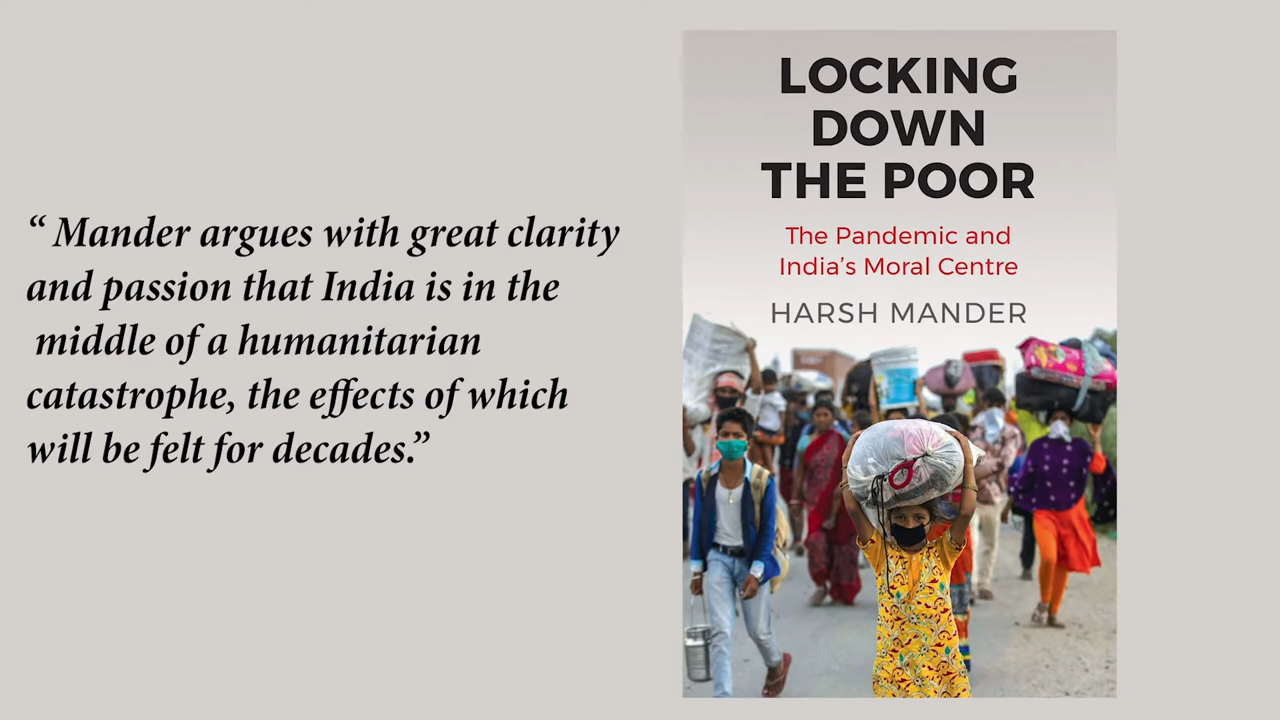 “ Mander argues with great clarity
and passion that India is in the
middle of a humanitarian
catastrophe, the effects of which
will be felt for decades.”
LOCKING
DOWN
THE POOR
The Pandemic and
India’s Moral Centre
HARSH MANDER